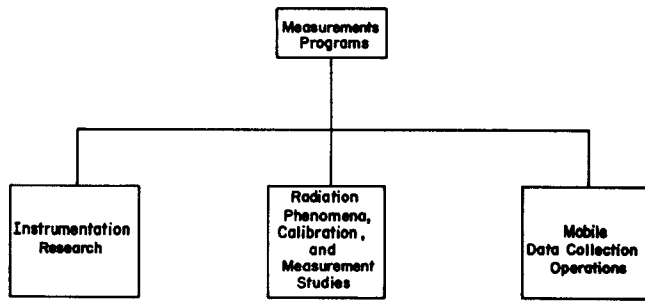 Measurements
Programs
Instrumentation
Research
Radiation
Phenomena,
Calibration,
and
Measurement
Studies
Mobile
Data Collection
Operations